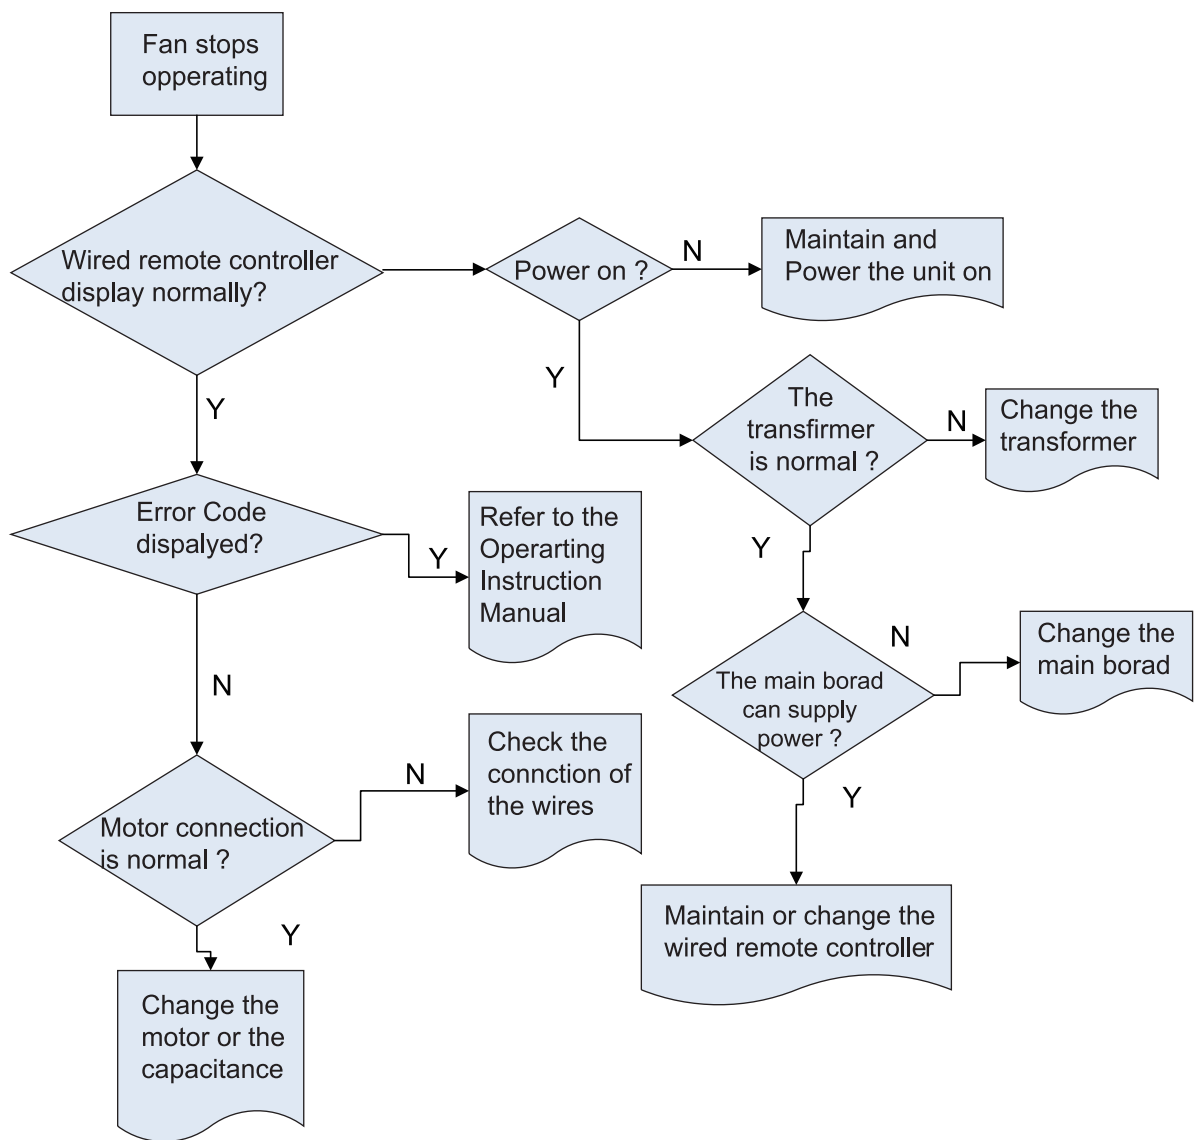 Fan stops
opperating
Wired remote controller
display normally?
Power on ?
N
Maintain and
Power the unit on
Y
Y
The
transfirmer
is normal ?
N
Change the
transformer
Error Code
dispalyed?
Y
Refer to the
Operarting
Instruction
Manual
Y
N
The main borad
can supply
power ?
N
Change the
main borad
Motor connection
is normal ?
N
Check the
connction of
the wires
Y
Maintain or change the
wired remote controller
Y
Change the
motor or the
capacitance